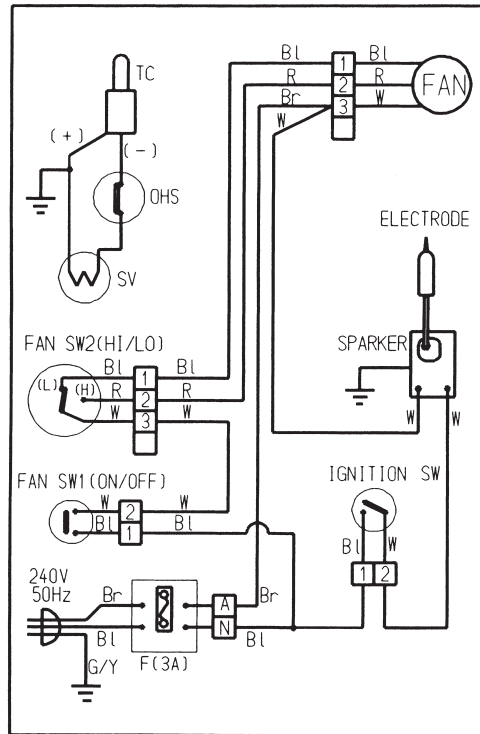 Bl 1 Bl
R 2 R FAN
Br 3 W
W
TC
(+)
(-)
OHS
SV
ELECTRODE
SPARKER
W W
FAN SW2(HI/LO)
Bl 1 Bl
(L) (H) R 2 R
W 3 W
FAN SW1(ON/OFF)
W 2 W
Bl 1 Bl
IGNITION SW
Bl W
1 2
240V
50Hz
Br A Br
Bl N Bl
G/Y
F(3A)